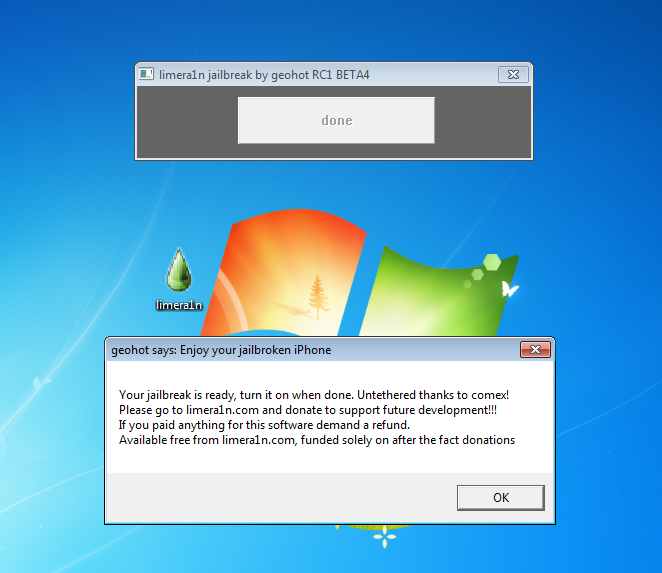 limera1n jailbreak by geohot RC1 BETA4
done
limera1n
geohot says: Enjoy your jailbroken iPhone
Your jailbreak is ready, turn it on when done. Untethered thanks to comex!
Please go to limera1n.com and donate to support future development!!!
If you paid anything for this software demand a refund.
Available free from limera1n.com, funded solely on after the fact donations
OK